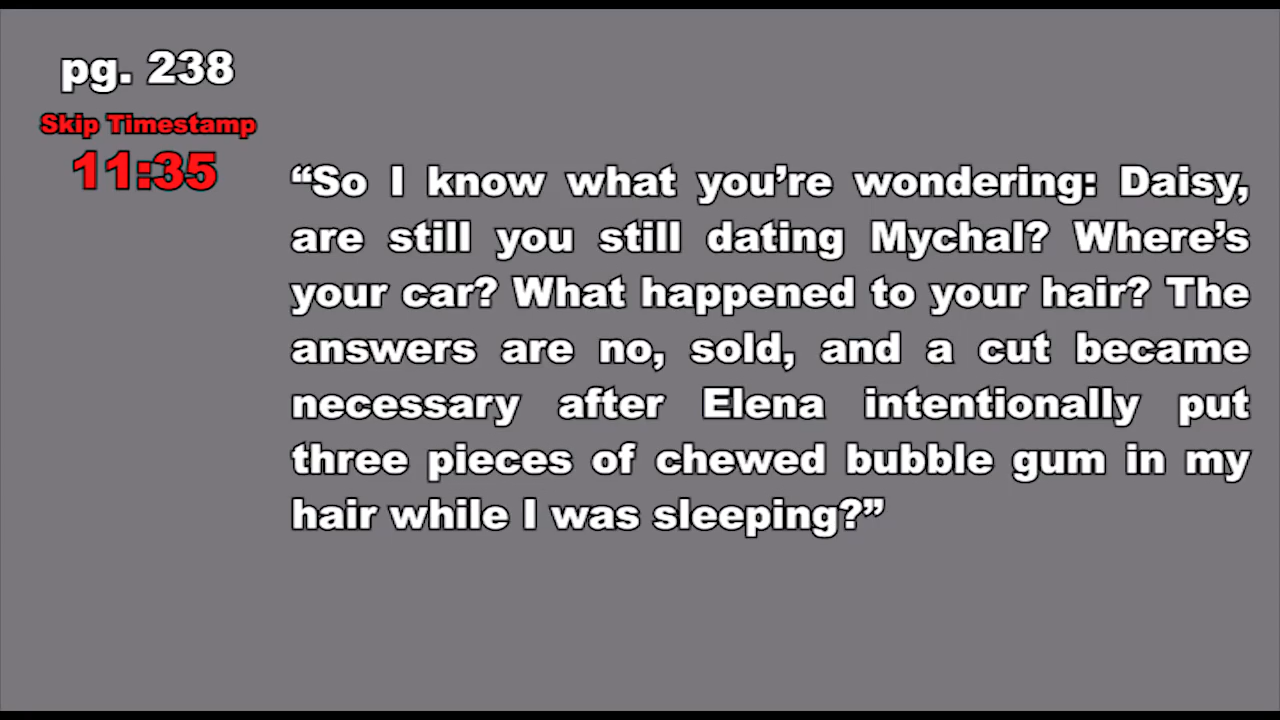 pg. 238
Skip Timestamp
11:35
“So I know what you’re wondering: Daisy,
are still you still dating Mychal? Where’s
your car? What happened to your hair? The
answers are no, sold, and a cut became
necessary after Elena intentionally put
three pieces of chewed bubble gum in my
hair while I was sleeping?”